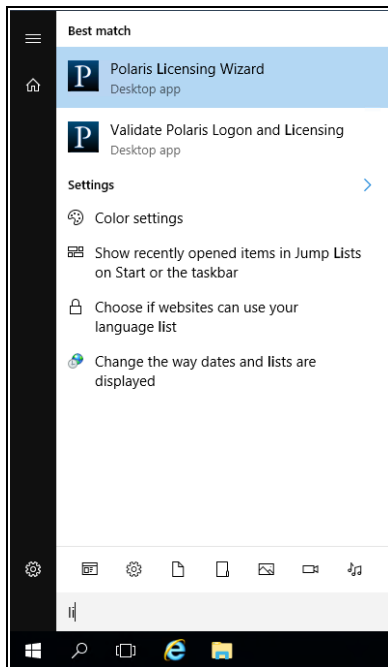 Best match
Polaris Licensing Wizard
Desktop app
Validate Polaris Logon and Licensing
Desktop app
Settings
Color settings
Show recently opened items in Jump Lists
on Start or the taskbar
Choose if websites can use your
language list
Change the way dates and lists are
displayed
li